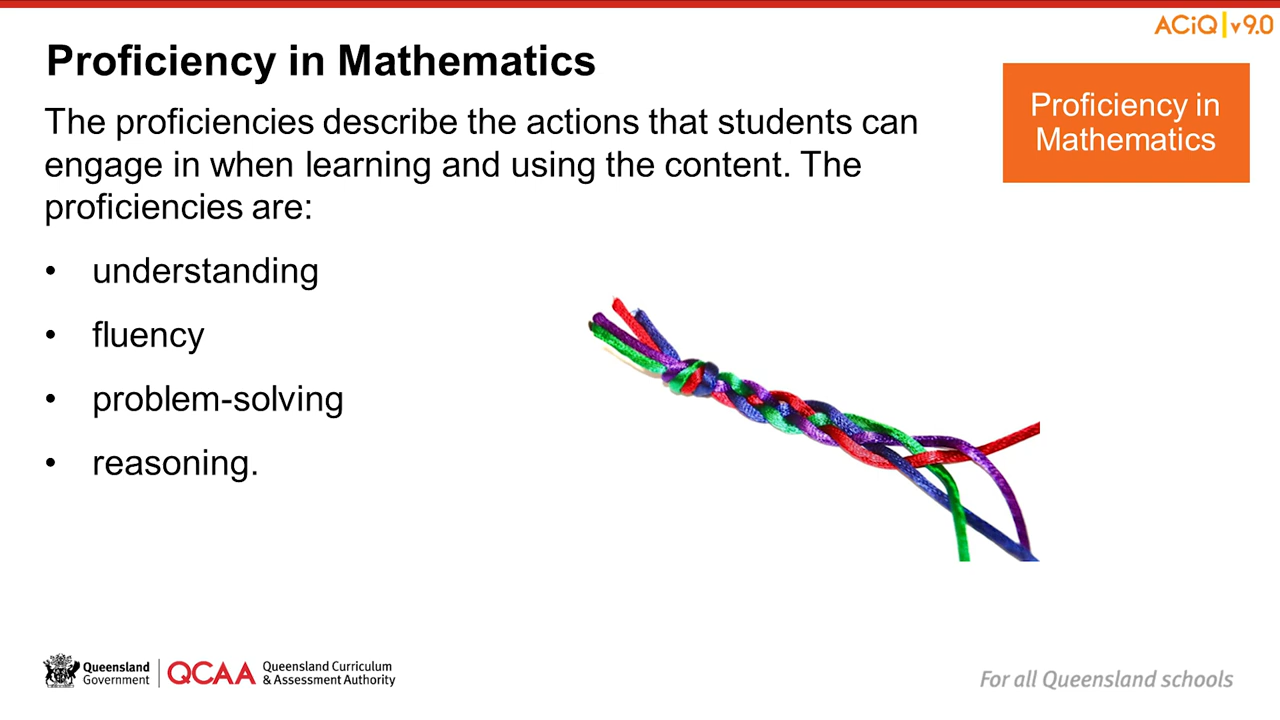 ACiQ v9.0
Proficiency in Mathematics
Proficiency in
Mathematics
The proficiencies describe the actions that students can
engage in when learning and using the content. The
proficiencies are:
• understanding
• fluency
• problem-solving
• reasoning.
Queensland
Government
QCAA
Queensland Curriculum
& Assessment Authority
For all Queensland schools